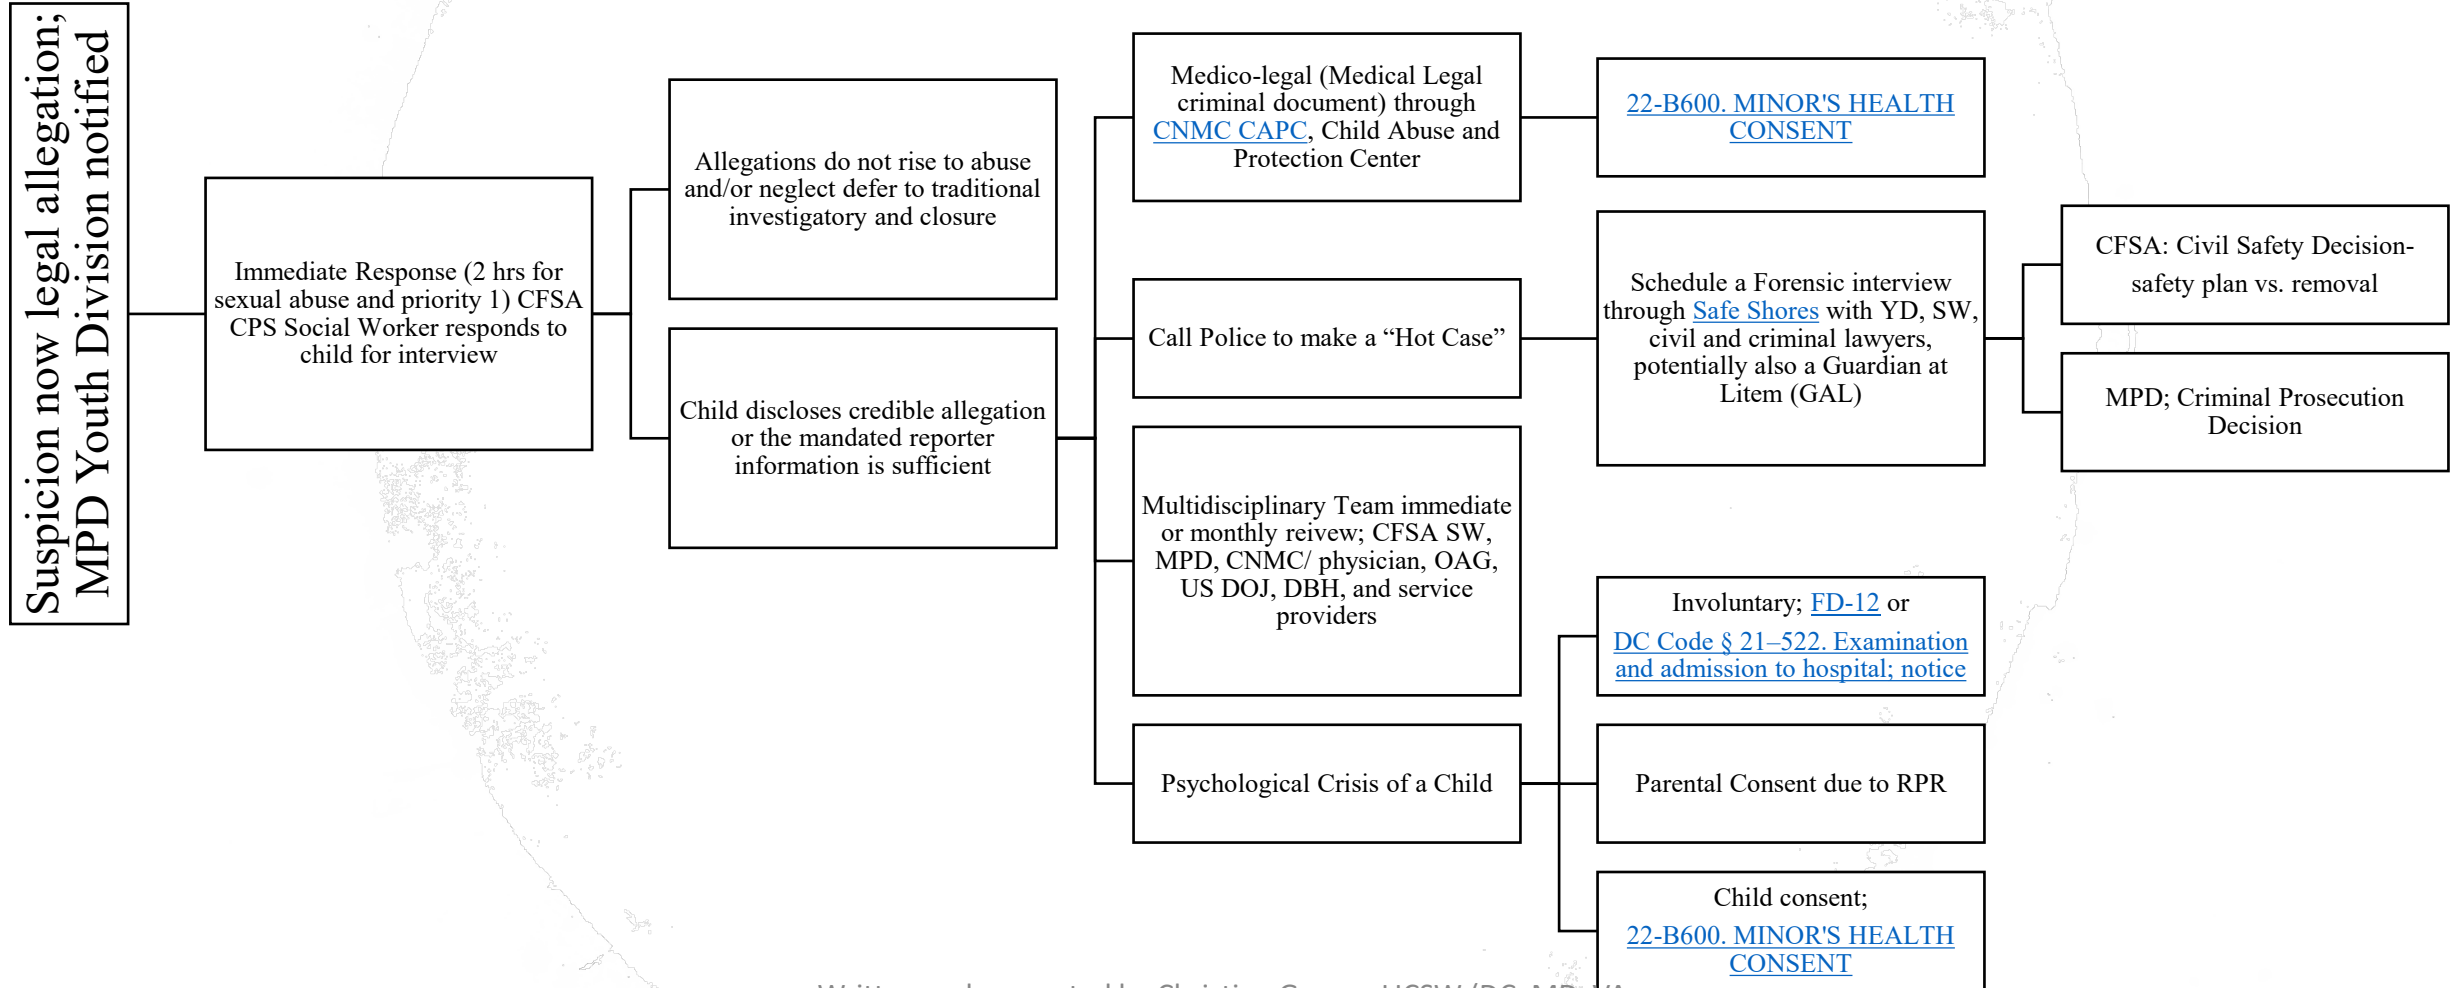 Suspicion now legal allegation;
MPD Youth Division notified
Immediate Response (2 hrs for
sexual abuse and priority 1) CFSA
CPS Social Worker responds to
child for interview
Allegations do not rise to abuse
and/or neglect defer to traditional
investigatory and closure
Child discloses credible allegation
or the mandated reporter
information is sufficient
Medico-legal (Medical Legal
criminal document) through
CNMC CAPC, Child Abuse and
Protection Center
22-B600. MINOR'S HEALTH
CONSENT
Call Police to make a “Hot Case”
Schedule a Forensic interview
through Safe Shores with YD, SW,
civil and criminal lawyers,
potentially also a Guardian at
Litem (GAL)
CFSA: Civil Safety Decision-
safety plan vs. removal
MPD; Criminal Prosecution
Decision
Multidisciplinary Team immediate
or monthly reivew; CFSA SW,
MPD, CNMC/ physician, OAG,
US DOJ, DBH, and service
providers
Psychological Crisis of a Child
Involuntary; FD-12 or
DC Code § 21–522. Examination
and admission to hospital; notice
Parental Consent due to RPR
Child consent;
22-B600. MINOR'S HEALTH
CONSENT